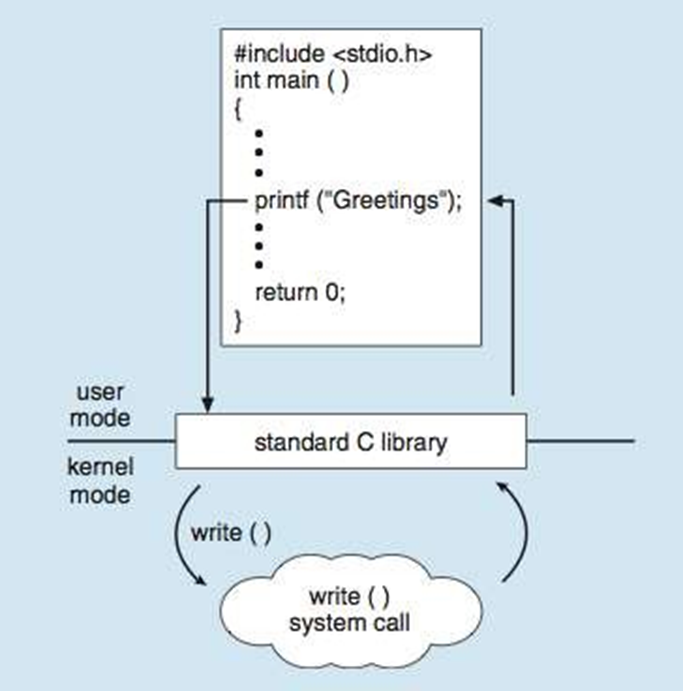 #include <stdio.h>
int main ( )
{
•
•
•
printf ("Greetings");
•
•
•
return 0;
}
user
mode
standard C library
kernel
mode
write ( )
write ( )
system call